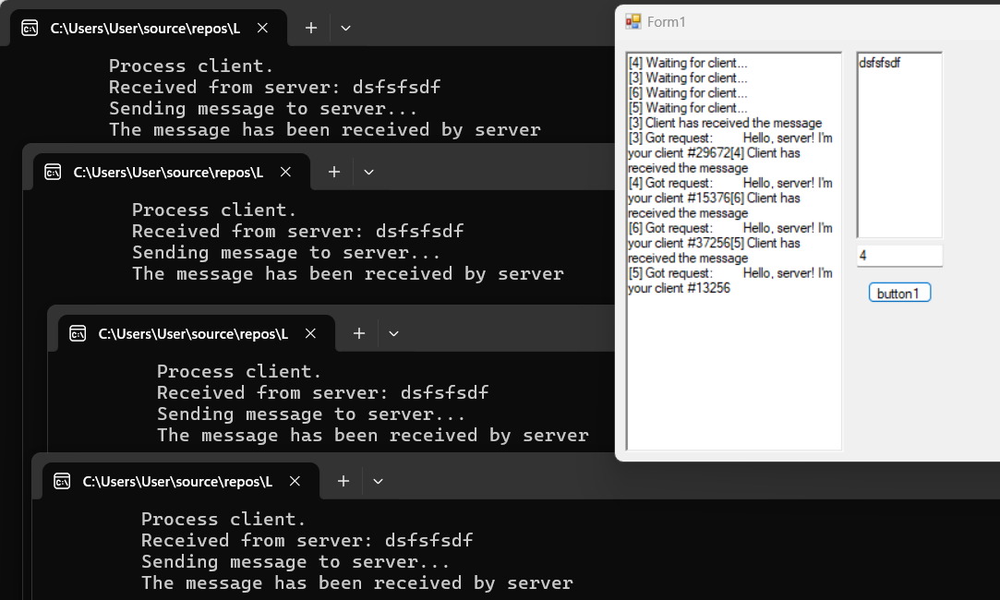 C:\Users\User\source\repos\L
Process client.
Received from server: dsfsfsdf
Sending message to server...
The message has been received by server
C:\Users\User\source\repos\L
Process client.
Received from server: dsfsfsdf
Sending message to server...
The message has been received by server
C:\Users\User\source\repos\L
Process client.
Received from server: dsfsfsdf
Sending message to server...
The message has been received by server
C:\Users\User\source\repos\L
Process client.
Received from server: dsfsfsdf
Sending message to server...
The message has been received by server
Form1
[4] Waiting for client...
[3] Waiting for client...
[6] Waiting for client...
[5] Waiting for client...
[3] Client has received the message
[3] Got request: Hello, server! I'm
your client #29672[4] Client has
received the message
[4] Got request: Hello, server! I'm
your client #15376[6] Client has
received the message
[6] Got request: Hello, server! I'm
your client #37256[5] Client has
received the message
[5] Got request: Hello, server! I'm
your client #13256
dsfsfsdf
4
button1